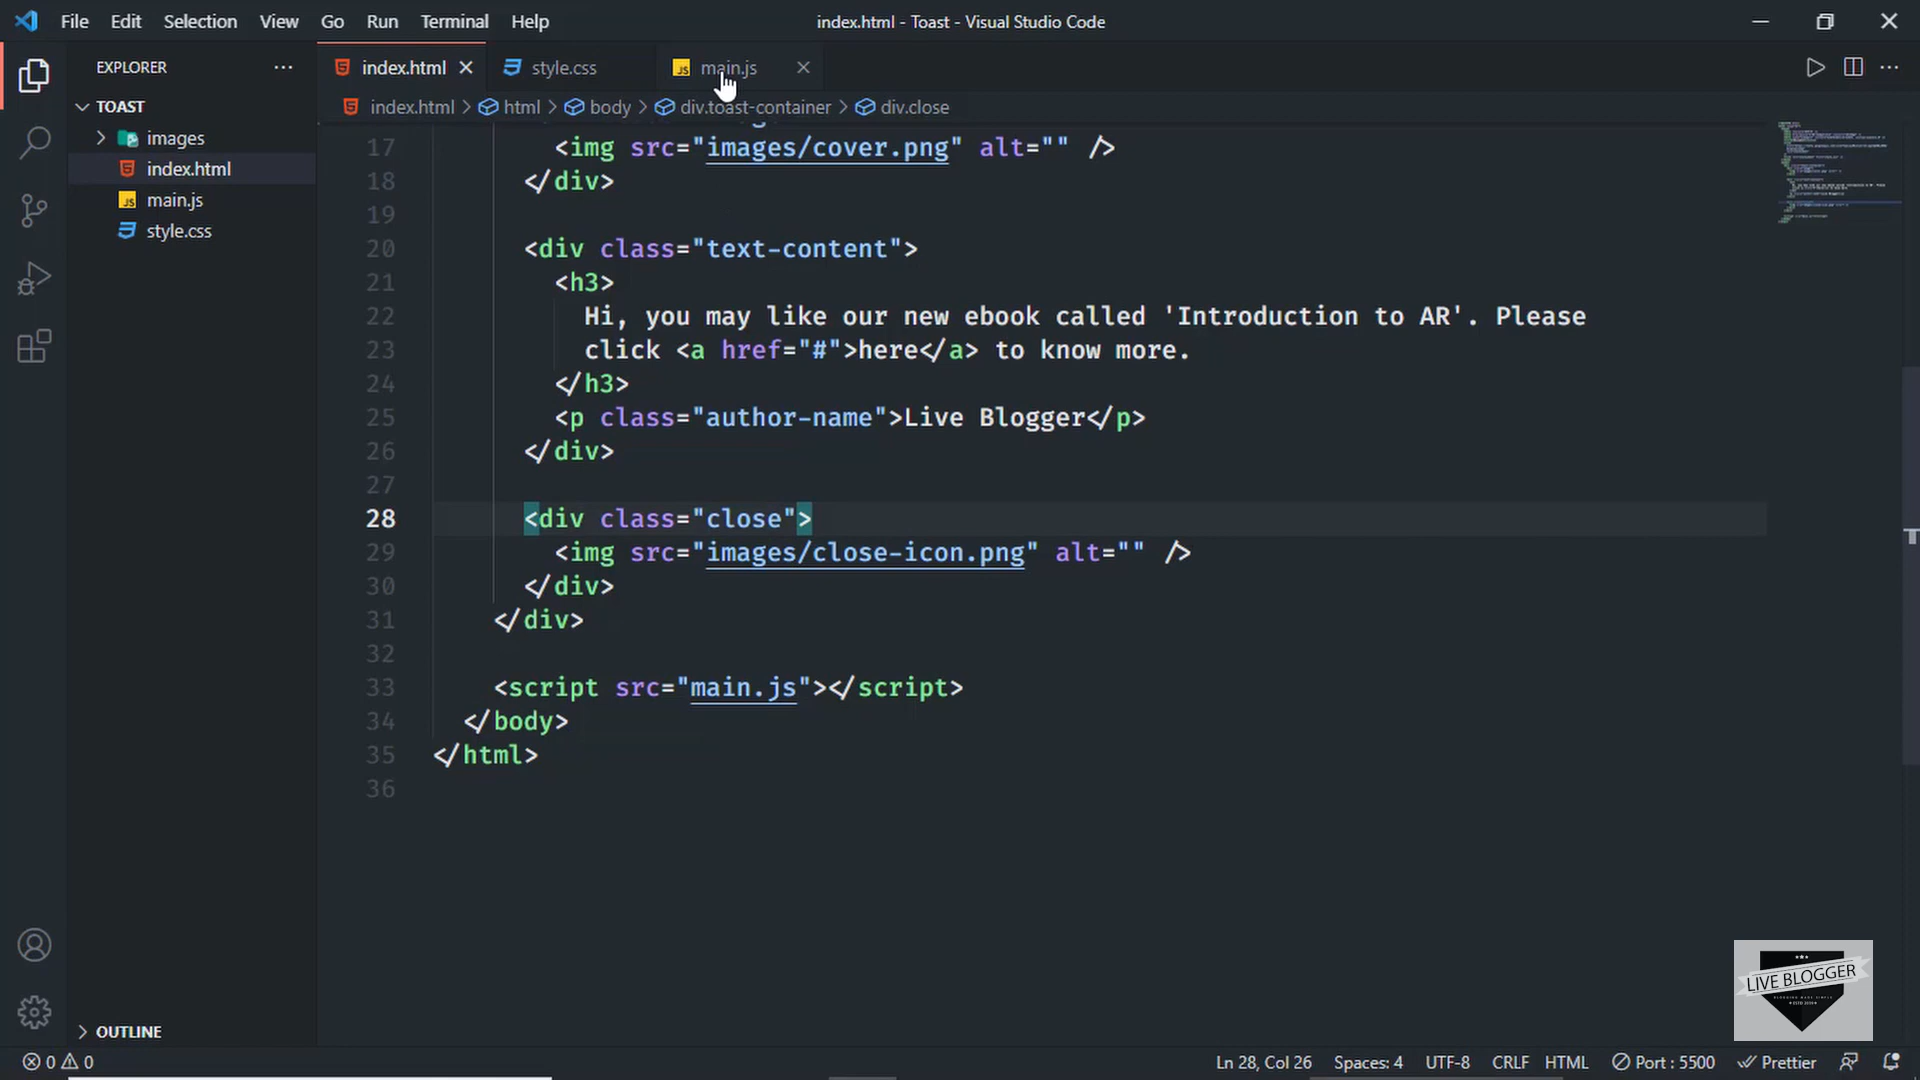 File Edit Selection View Go Run Terminal Help
index.html - Toast - Visual Studio Code
EXPLORER
index.html
style.css
JS main.js
TOAST
index.html > html > body > div.toast-container > div.close
images
index.html
JS main.js
style.css
17 <img src="images/cover.png" alt="" />
18 </div>
19
20 <div class="text-content">
21 <h3>
22 Hi, you may like our new ebook called 'Introduction to AR'. Please
23 click <a href="#">here</a> to know more.
24 </h3>
25 <p class="author-name">Live Blogger</p>
26 </div>
27
28 <div class="close">
29 <img src="images/close-icon.png" alt="" />
30 </div>
31 </div>
32
33 <script src="main.js"></script>
34 </body>
35 </html>
36
LIVE BLOGGER
OUTLINE
0 0
Ln 28, Col 26 Spaces: 4 UTF-8 CRLF HTML Port : 5500 Prettier